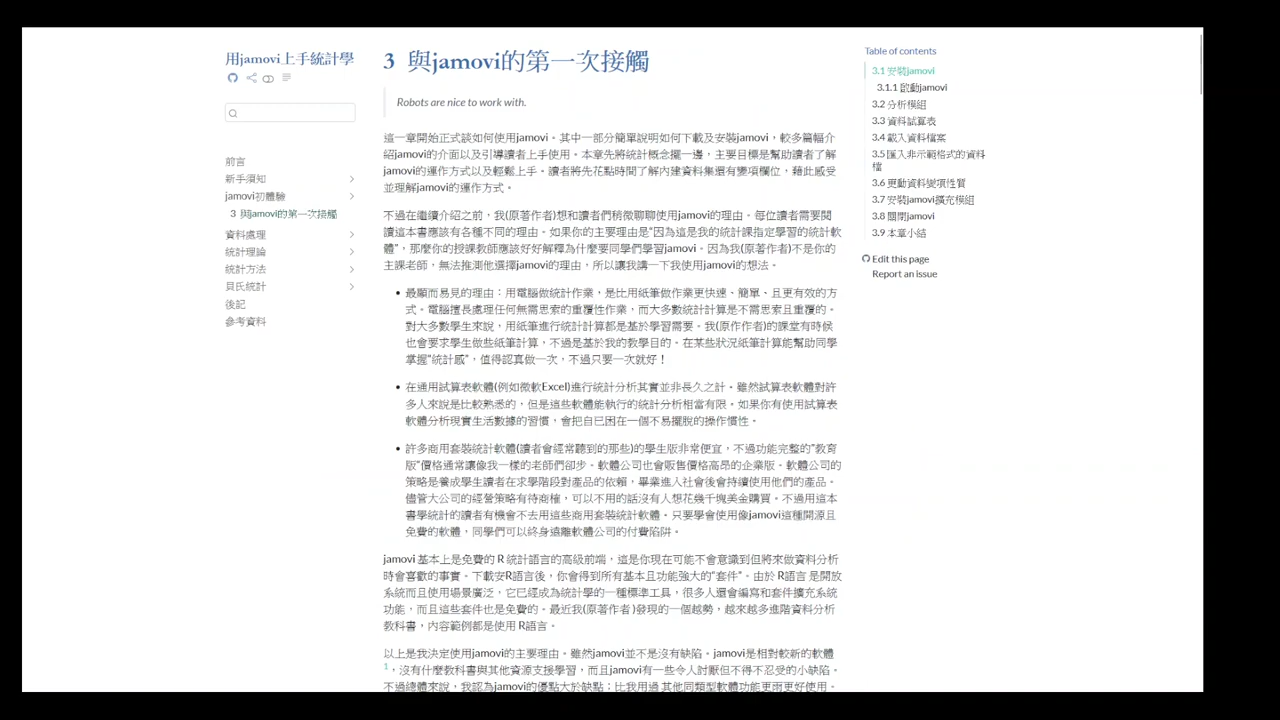 用jamovi上手統計學
前言
新手須知
jamovi初體驗
3 與jamovi的第一次接觸
資料處理
統計理論
統計方法
貝氏統計
後記
參考資料
3 與jamovi的第一次接觸
Robots are nice to work with.
這一章開始正式談如何使用jamovi。其中一部分簡單說明如何下載及安裝jamovi，較多篇幅介
紹jamovi的介面以及引導讀者上手使用。本章先將統計概念擺一邊，主要目標是幫助讀者了解
jamovi的運作方式以及輕鬆上手。讀者將先花點時間了解內建資料集還有變項欄位，藉此感受
並理解jamovi的運作方式。
不過在繼續介紹之前，我(原著作者)想和讀者們稍微聊聊使用jamovi的理由。每位讀者需要閱
讀這本書應該有各種不同的理由。如果你的主要理由是“因為這是我的統計課指定學習的統計軟
體”，那麼你的授課教師應該好好解釋為什麼要同學們學習jamovi。因為我(原著作者)不是你的
主課老師，無法推測他選擇jamovi的理由，所以讓我講一下我使用jamovi的想法。
• 最顯而易見的理由：用電腦做統計作業，是比用紙筆做作業更快速、簡單、且更有效的方
式。電腦擅長處理任何無需思索的重覆性作業，而大多數統計計算是不需思索且重覆的。
對大多數學生來說，用紙筆進行統計計算都是基於學習需要。我(原作作者)的課堂有時候
也會要求學生做些紙筆計算，不過是基於我的教學目的。在某些狀況紙筆計算能幫助同學
掌握“統計感”，值得認真做一次，不過只要一次就好！
• 在通用試算表軟體(例如微軟Excel)進行統計分析其實並非長久之計。雖然試算表軟體對許
多人來說是比較熟悉的，但是這些軟體能執行的統計分析相當有限，如果你有使用試算表
軟體分析現實生活數據的習慣，會把自已困在一個不易擺脫的操作慣性。
• 許多商用套裝統計軟體(讀者會經常聽到的那些)的學生版非常便宜，不過功能完整的“教育
版”價格通常讓像我一樣的老師們卻步。軟體公司也會販售價格高昂的企業版。軟體公司的
策略是養成學生讀者在求學階段對產品的依賴，畢業進入社會後會持續使用他們的產品。
儘管大公司的經營策略有待商榷，可以不用的話沒有人想花幾千塊美金購買。不過用這本
書學統計的讀者有機會不去用這些商用套裝統計軟體。只要學會使用像jamovi這種開源且
免費的軟體，同學們可以終身遠離軟體公司的付費陷阱。
jamovi 基本上是免費的 R 統計語言的高級前端，這是你現在可能不會意識到但將來做資料分析
時會喜歡的事實。下載安R語言後，你會得到所有基本且功能強大的“套件”。由於 R語言 是開放
系統而且使用場景廣泛，它已經成為統計學的一種標準工具，很多人還會編寫和套件擴充系統
功能，而且這些套件也是免費的。最近我(原著作者 )發現的一個趨勢，越來越多進階資料分析
教科書，內容範例都是使用 R語言。
以上是我決定使用jamovi的主要理由。雖然jamovi並不是沒有缺陷。jamovi是相對較新的軟體
1，沒有什麼教科書與其他資源支援學習，而且jamovi有一些令人討厭但不得不忍受的小缺陷。
不過總體來說，我認為jamovi的優點大於缺點；比我用過 其他同類型軟體功能更兩更好使用。
Table of contents
3.1 安裝jamovi
3.1.1 啟動jamovi
3.2 分析模組
3.3 資料試算表
3.4 載入資料檔案
3.5 匯入非示範格式的資料
檔
3.6 更動資料變項性質
3.7 安裝jamovi擴充模組
3.8 關閉jamovi
3.9 本章小結
Edit this page
Report an issue